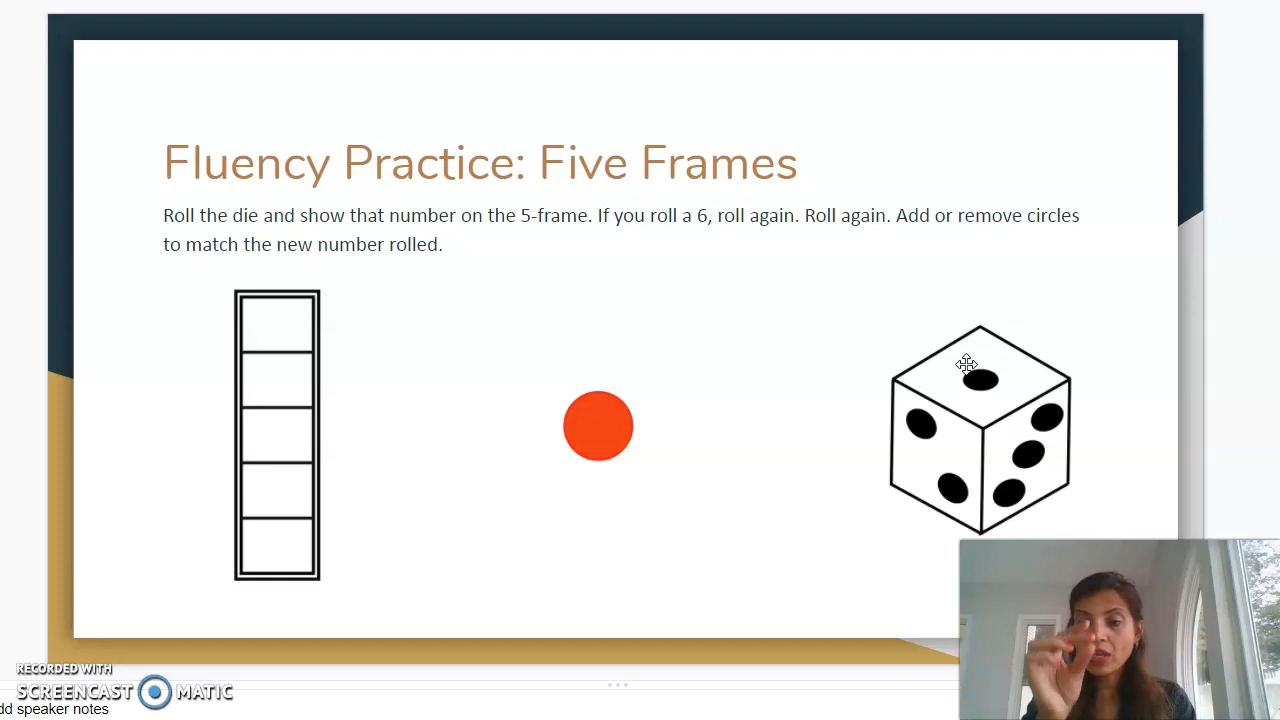 Fluency Practice: Five Frames
Roll the die and show that number on the 5-frame. If you roll a 6, roll again. Roll again. Add or remove circles
to match the new number rolled.
RECORDED WITH
SCREENCAST MATIC
dd speaker notes